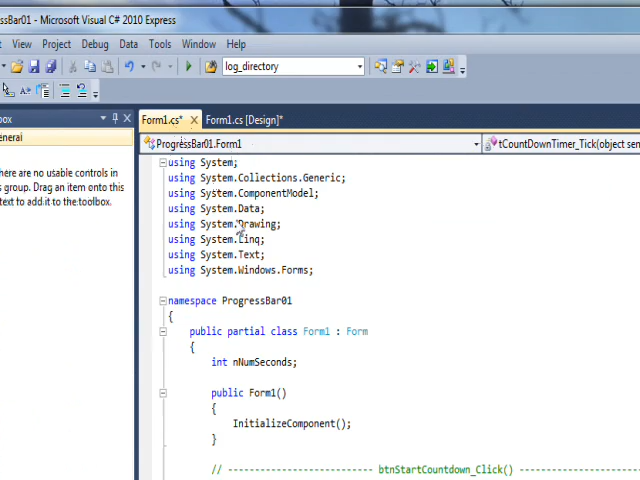 ssBar01 - Microsoft Visual C# 2010 Express
View Project Debug Data Tools Window Help
log_directory
box
Form1.cs* X Form1.cs [Design]*
eneral
ProgressBar01.Form1
tCountDownTimer_Tick(object sen
ere are no usable controls in
s group. Drag an item onto this
text to add it to the toolbox.
using System;
using System.Collections.Generic;
using System.ComponentModel;
using System.Data;
using System.Drawing;
using System.Linq;
using System.Text;
using System.Windows.Forms;
namespace ProgressBar01
{
public partial class Form1 : Form
{
int nNumSeconds;
public Form1()
{
InitializeComponent();
}
// --------------------------- btnStartCountdown_Click() ----------------------